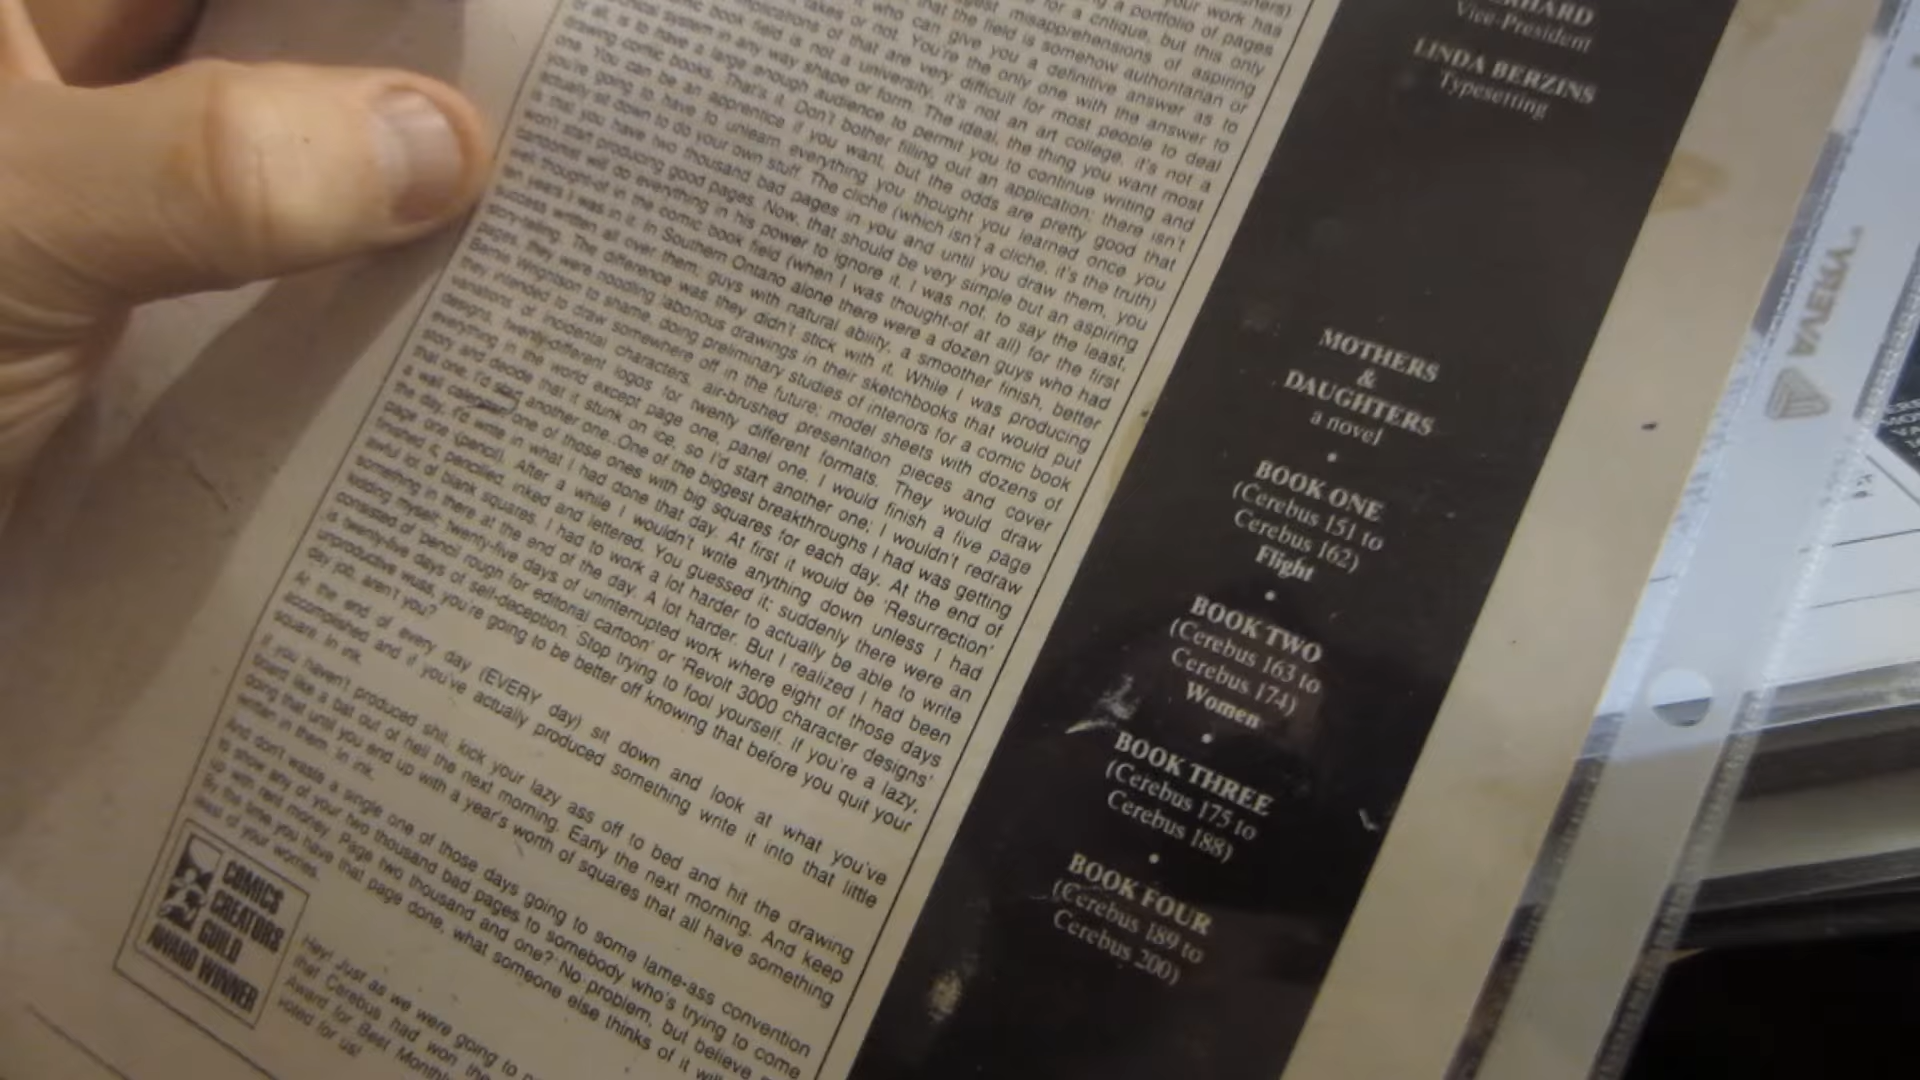 your work has
a portfolio of pages
for a critique, but this only
misapprehensions of aspiring
that the field is somehow authoritarian or
who can give you a definitive answer as to
takes or not. You're the only one with the answer to
implications of that are very difficult for most people to deal
book field is not a university, it's not an art college, it's not a
system in any way shape or form. The ideal, the thing you want most
of all, is to have a large enough audience to permit you to continue writing and
drawing comic books. That's it. Don't bother filling out an application; there isn't
one. You can be an apprentice if you want, but the odds are pretty good that
you're going to have to unlearn everything you thought you learned once you
actually sit down to do your own stuff. The cliche (which isn't a cliche, it's the truth)
is that you have two thousand bad pages in you and until you draw them, you
won't start producing good pages. Now, that should be very simple but an aspiring
cartoonist will do everything in his power to ignore it. I was not, to say the least,
well thought-of in the comic book field (when I was thought-of at all) for the first
ten years I was in it. In Southern Ontario alone there were a dozen guys who had
success written all over them, guys with natural ability, a smoother finish, better
story-telling. The difference was they didn't stick with it. While I was producing
pages, they were noodling laborious drawings in their sketchbooks that would put
Bernie Wrightson to shame, doing preliminary studies of interiors for a comic book
they intended to draw somewhere off in the future; model sheets with dozens of
variations of incidental characters, air-brushed presentation pieces and cover
designs, twenty-different logos for twenty different formats. They would draw
everything in the world except page one, panel one. I would finish a five page
story and decide that it stunk on ice, so I'd start another one; I wouldn't redraw
that one. I'd start another one. One of the biggest breakthroughs I had was getting
a wall calendar; one of those ones with big squares for each day. At the end of
the day, I'd write in what I had done that day. At first it would be 'Resurrection'
page one (pencil). After a while I wouldn't write anything down unless I had
finished it, pencilled, inked and lettered. You guessed it; suddenly there were an
awful lot of blank squares. I had to work a lot harder to actually be able to write
something in there at the end of the day. A lot harder. But I realized I had been
kidding myself; twenty-five days of uninterrupted work where eight of those days
consisted of 'pencil rough for editorial cartoon' or 'Revolt 3000 character designs'
is twenty-five days of self-deception. Stop trying to fool yourself. If you're a lazy,
unproductive wuss, you're going to be better off knowing that before you quit your
day job, aren't you?
At the end of every day (EVERY day) sit down and look at what you've
accomplished and if you've actually produced something write it into that little
square. In ink.
If you haven't produced shit, kick your lazy ass off to bed and hit the drawing
board like a bat out of hell the next morning. Early the next morning. And keep
doing that until you end up with a year's worth of squares that all have something
written in them. In ink.
And don't waste a single one of those days going to some lame-ass convention
to show any of your two thousand bad pages to somebody who's trying to come
up with rent money. Page two thousand and one? No problem, but believe
By the time you have that page done, what someone else thinks of it will
least of your worries.
COMICS
CREATORS
GUILD
AWARD WINNER
Hey! Just as we were going to
that Cerebus had won the
Award for Best Monthly
voted for us!
Vice-President
LINDA BERZINS
Typesetting
MOTHERS
&
DAUGHTERS
a novel
•
BOOK ONE
(Cerebus 151 to
Cerebus 162)
Flight
•
BOOK TWO
(Cerebus 163 to
Cerebus 174)
Women
•
BOOK THREE
(Cerebus 175 to
Cerebus 188)
•
BOOK FOUR
(Cerebus 189 to
Cerebus 200)
AVERY